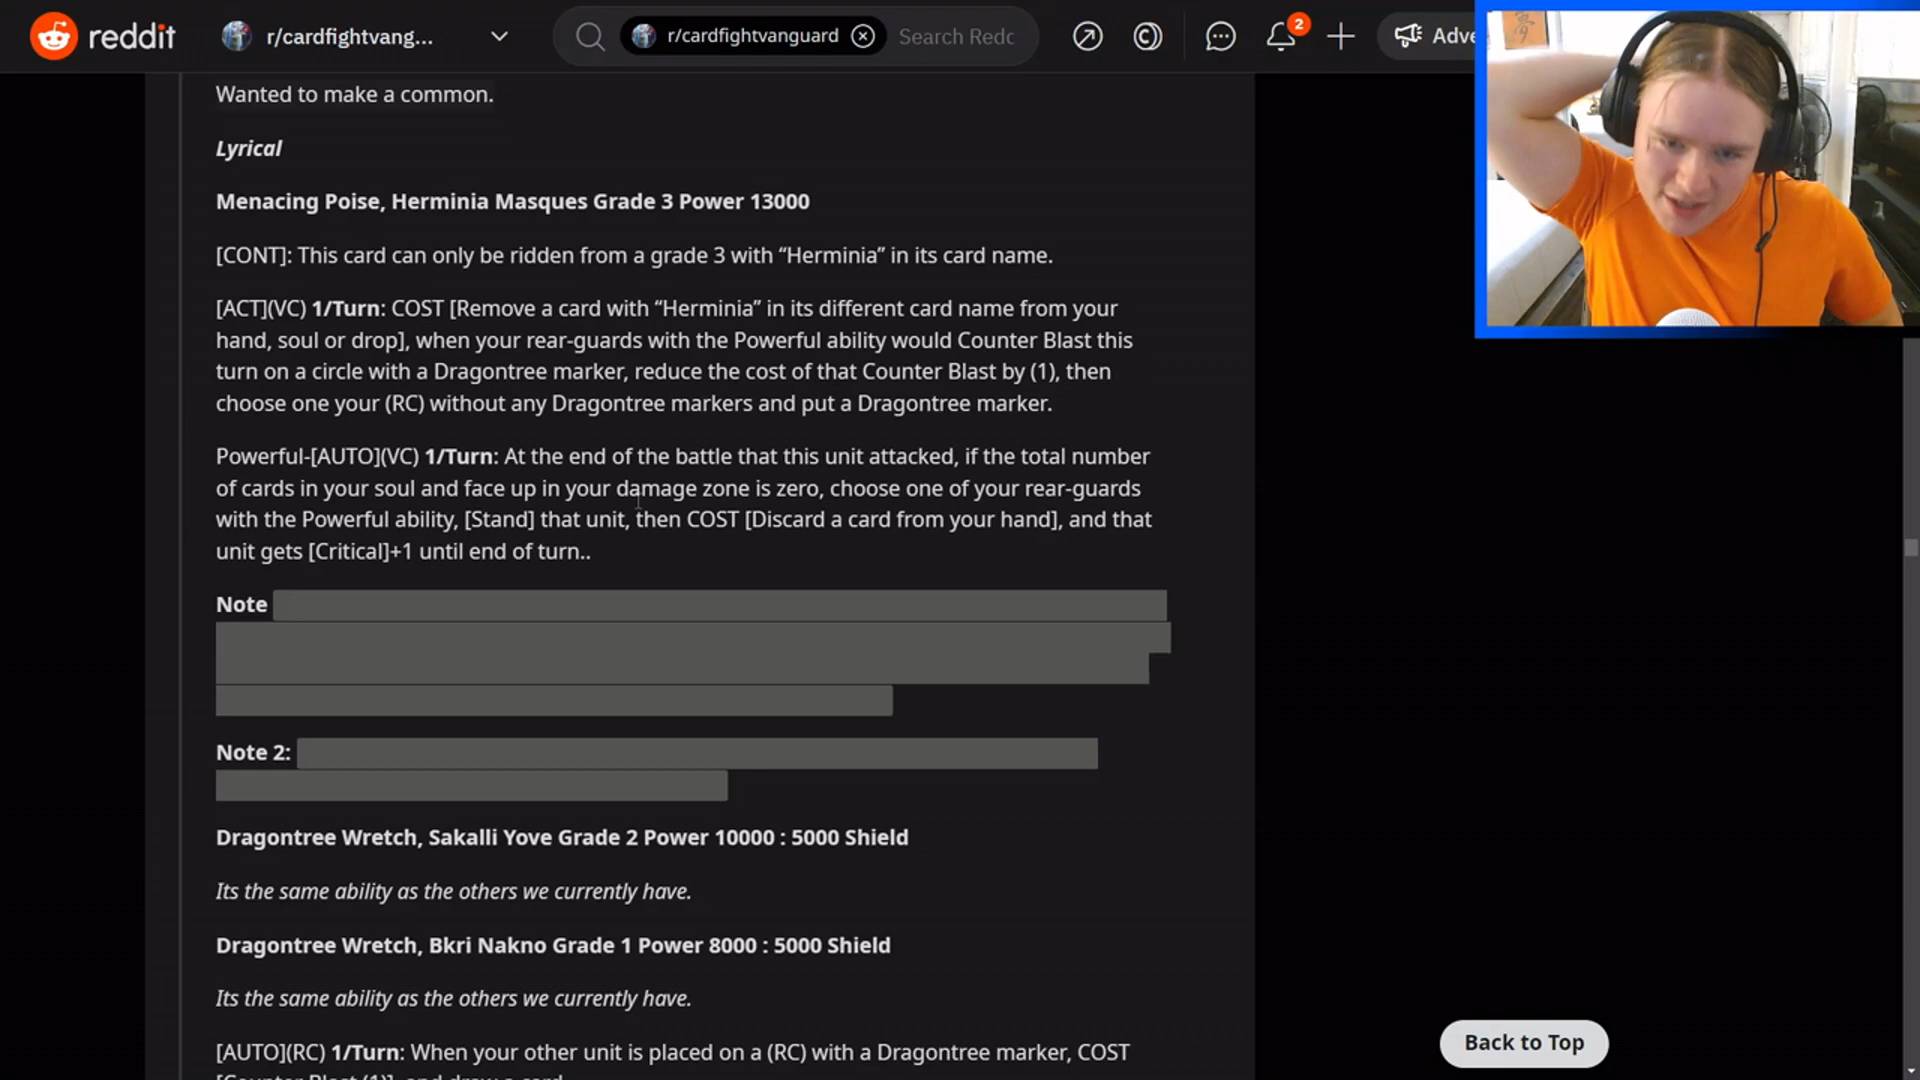 reddit
r/cardfightvang...
r/cardfightvanguard
Search Redc
2
Adve
Wanted to make a common.
Lyrical
Menacing Poise, Herminia Masques Grade 3 Power 13000
[CONT]: This card can only be ridden from a grade 3 with “Herminia” in its card name.
[ACT](VC) 1/Turn: COST [Remove a card with “Herminia” in its different card name from your
hand, soul or drop], when your rear-guards with the Powerful ability would Counter Blast this
turn on a circle with a Dragontree marker, reduce the cost of that Counter Blast by (1), then
choose one your (RC) without any Dragontree markers and put a Dragontree marker.
Powerful-[AUTO](VC) 1/Turn: At the end of the battle that this unit attacked, if the total number
of cards in your soul and face up in your damage zone is zero, choose one of your rear-guards
with the Powerful ability, [Stand] that unit, then COST [Discard a card from your hand], and that
unit gets [Critical]+1 until end of turn..
Note
Note 2:
Dragontree Wretch, Sakalli Yove Grade 2 Power 10000 : 5000 Shield
Its the same ability as the others we currently have.
Dragontree Wretch, Bkri Nakno Grade 1 Power 8000 : 5000 Shield
Its the same ability as the others we currently have.
[AUTO](RC) 1/Turn: When your other unit is placed on a (RC) with a Dragontree marker, COST
[Counter Blast (1)], and draw a card
Back to Top